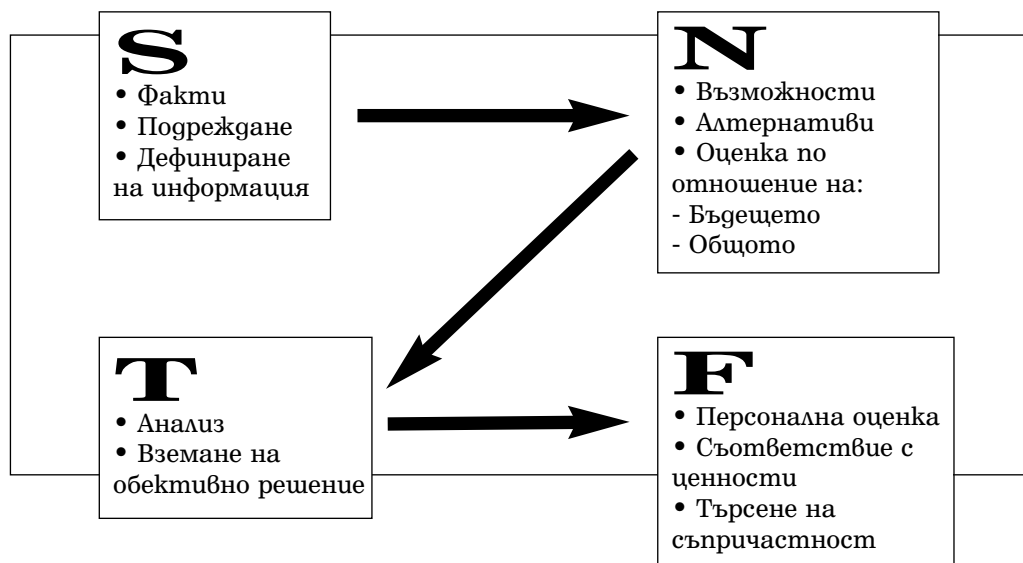 S
• Факти
• Подреждане
• Дефиниране
на информация
N
• Възможности
• Алтернативи
• Оценка по
отношение на:
- Бъдещето
- Общото
T
• Анализ
• Вземане на
обективно решение
F
• Персонална оценка
• Съответствие с
ценности
• Търсене на
съпричастност